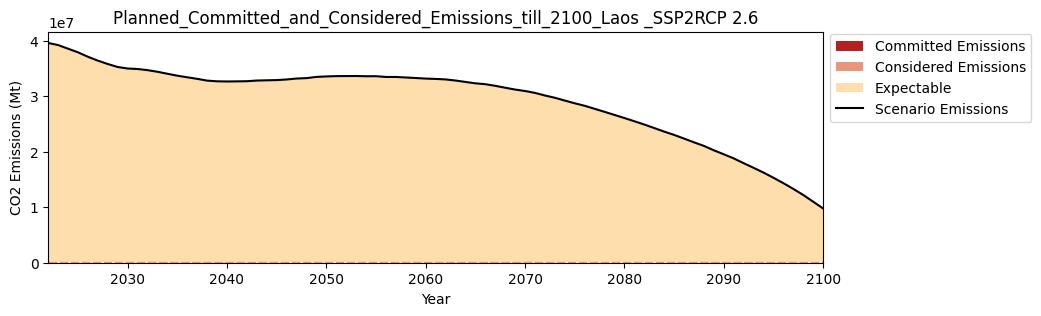 Planned_Committed_and_Considered_Emissions_till_2100_Laos _SSP2RCP 2.6
1e7
4
3
2
1
0
CO2 Emissions (Mt)
2030 2040 2050 2060 2070 2080 2090 2100
Year
Committed Emissions
Considered Emissions
Expectable
Scenario Emissions